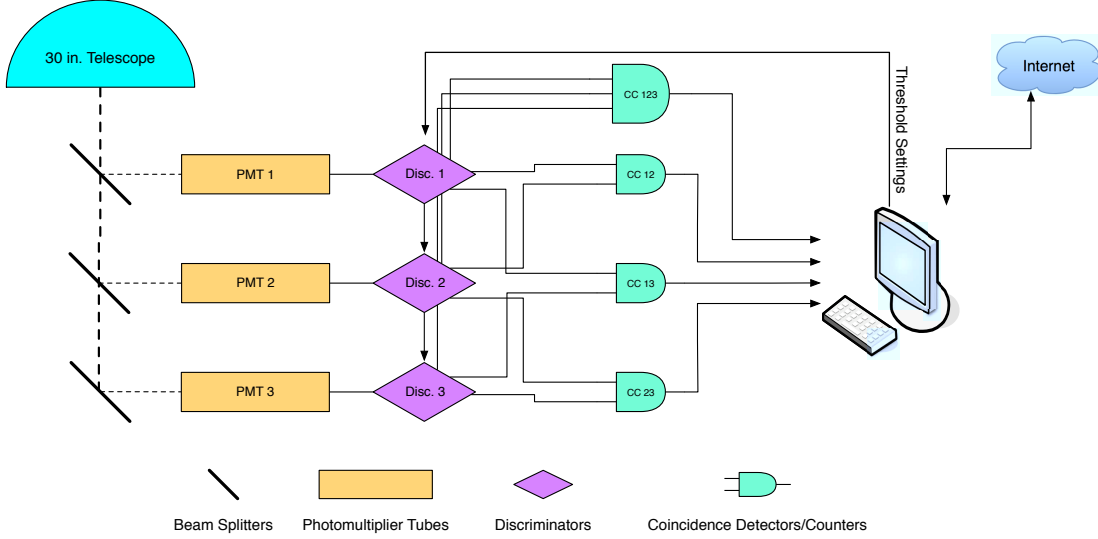 30 in. Telescope
Internet
Threshold Settings
CC 123
PMT 1
Disc. 1
CC 12
PMT 2
Disc. 2
CC 13
PMT 3
Disc. 3
CC 23
Beam Splitters
Photomultiplier Tubes
Discriminators
Coincidence Detectors/Counters